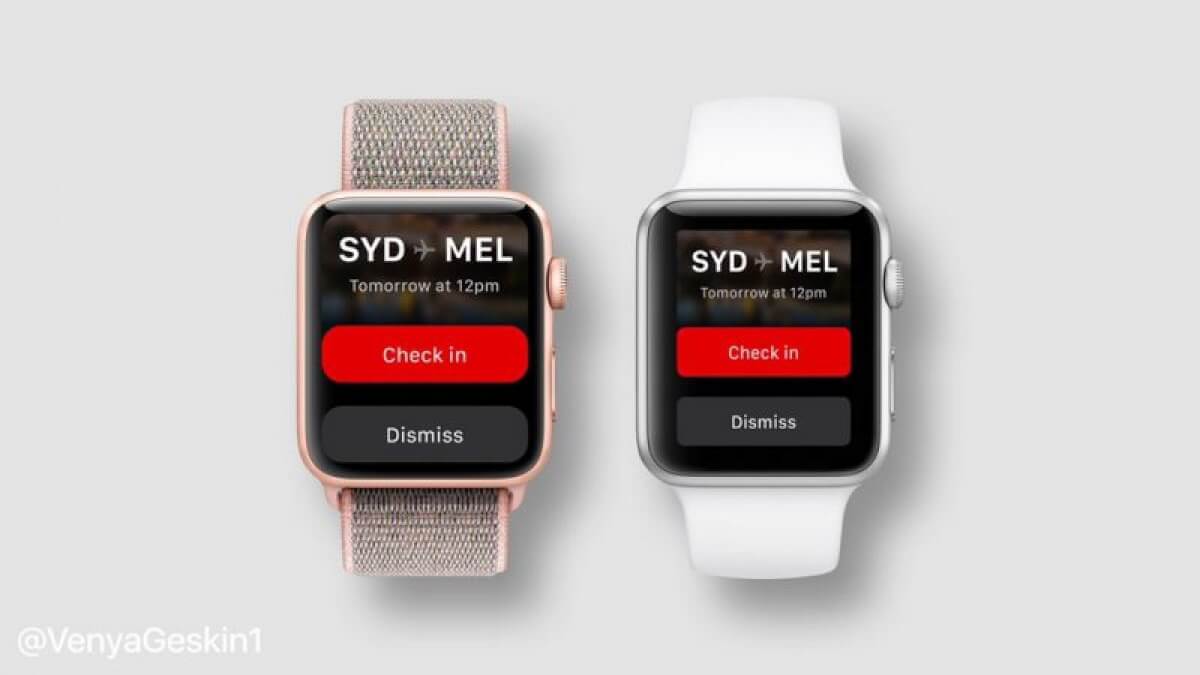 SYD MEL
Tomorrow at 12pm
Check in
Dismiss
SYD MEL
Tomorrow at 12pm
Check in
Dismiss
@VenyaGeskin1